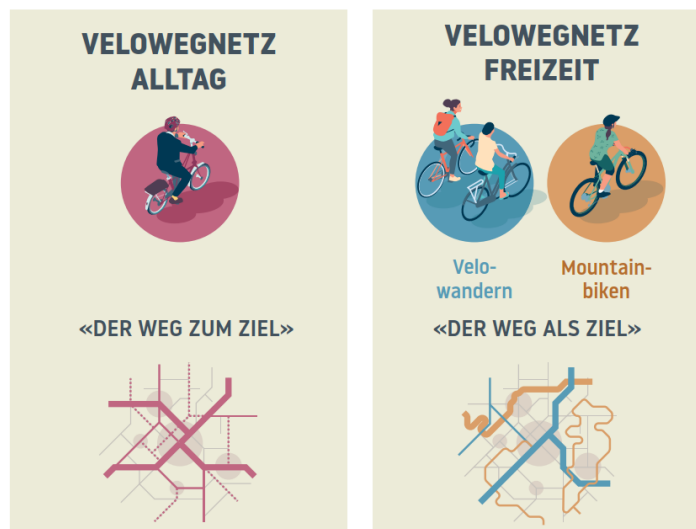 VELOWEGNETZ
ALLTAG
«DER WEG ZUM ZIEL»
VELOWEGNETZ
FREIZEIT
Velo-
wandern
Mountain-
biken
«DER WEG ALS ZIEL»